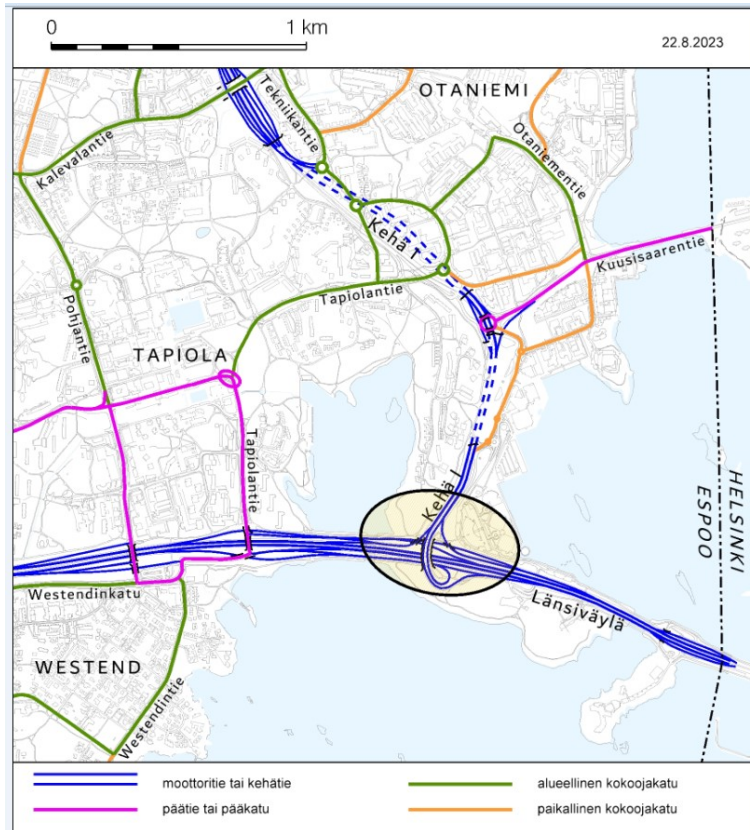 0 1 km
22.8.2023
OTANIEMI
Tekniikantie
Otaniementie
Kalevalantie
Kehä I
Kuusisaarentie
Pohjantie
Tapiolantie
TAPIOLA
Tapiolantie
Kehä I
HELSINKI
ESPOO
Westendinkatu
Länsiväylä
WESTEND
Westendintie
moottoritie tai kehätie
alueellinen kokoojakatu
päätie tai pääkatu
paikallinen kokoojakatu